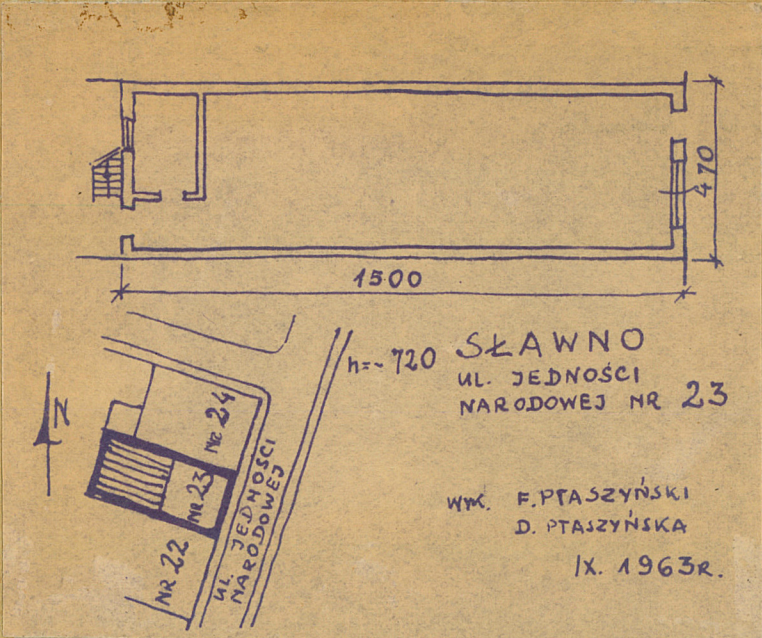 470
1500
h=~720
SŁAWNO
UL. JEDNOŚCI
NARODOWEJ NR 23
N
NR 24
NR 23
NR 22
UL. JEDNOŚCI
NARODOWEJ
WYK. F. PTASZYŃSKI
D. PTASZYŃSKA
IX. 1963R.